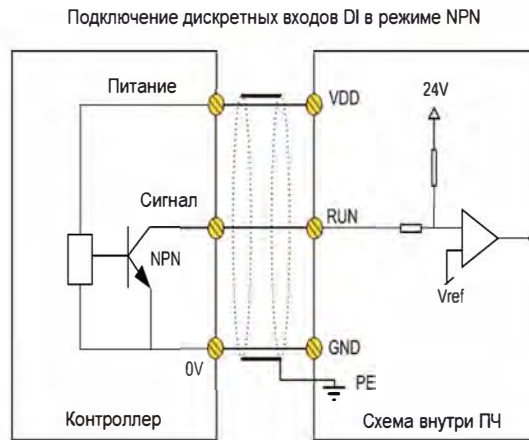 Подключение дискретных входов DI в режиме NPN
Питание
VDD
24V
Сигнал
RUN
NPN
Vref
0V
GND
PE
Контроллер
Схема внутри ПЧ